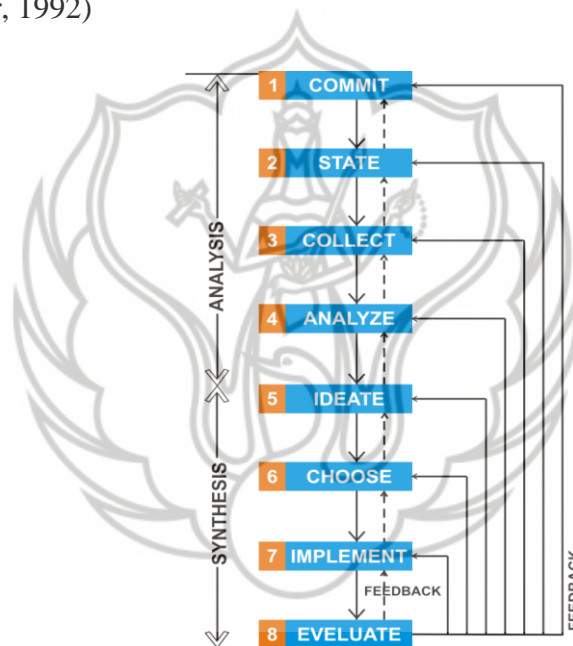 , 1992)
1 COMMIT
2 STATE
3 COLLECT
4 ANALYZE
5 IDEATE
6 CHOOSE
7 IMPLEMENT
FEEDBACK
8 EVELUATE
ANALYSIS
SYNTHESIS
FEEDBACK